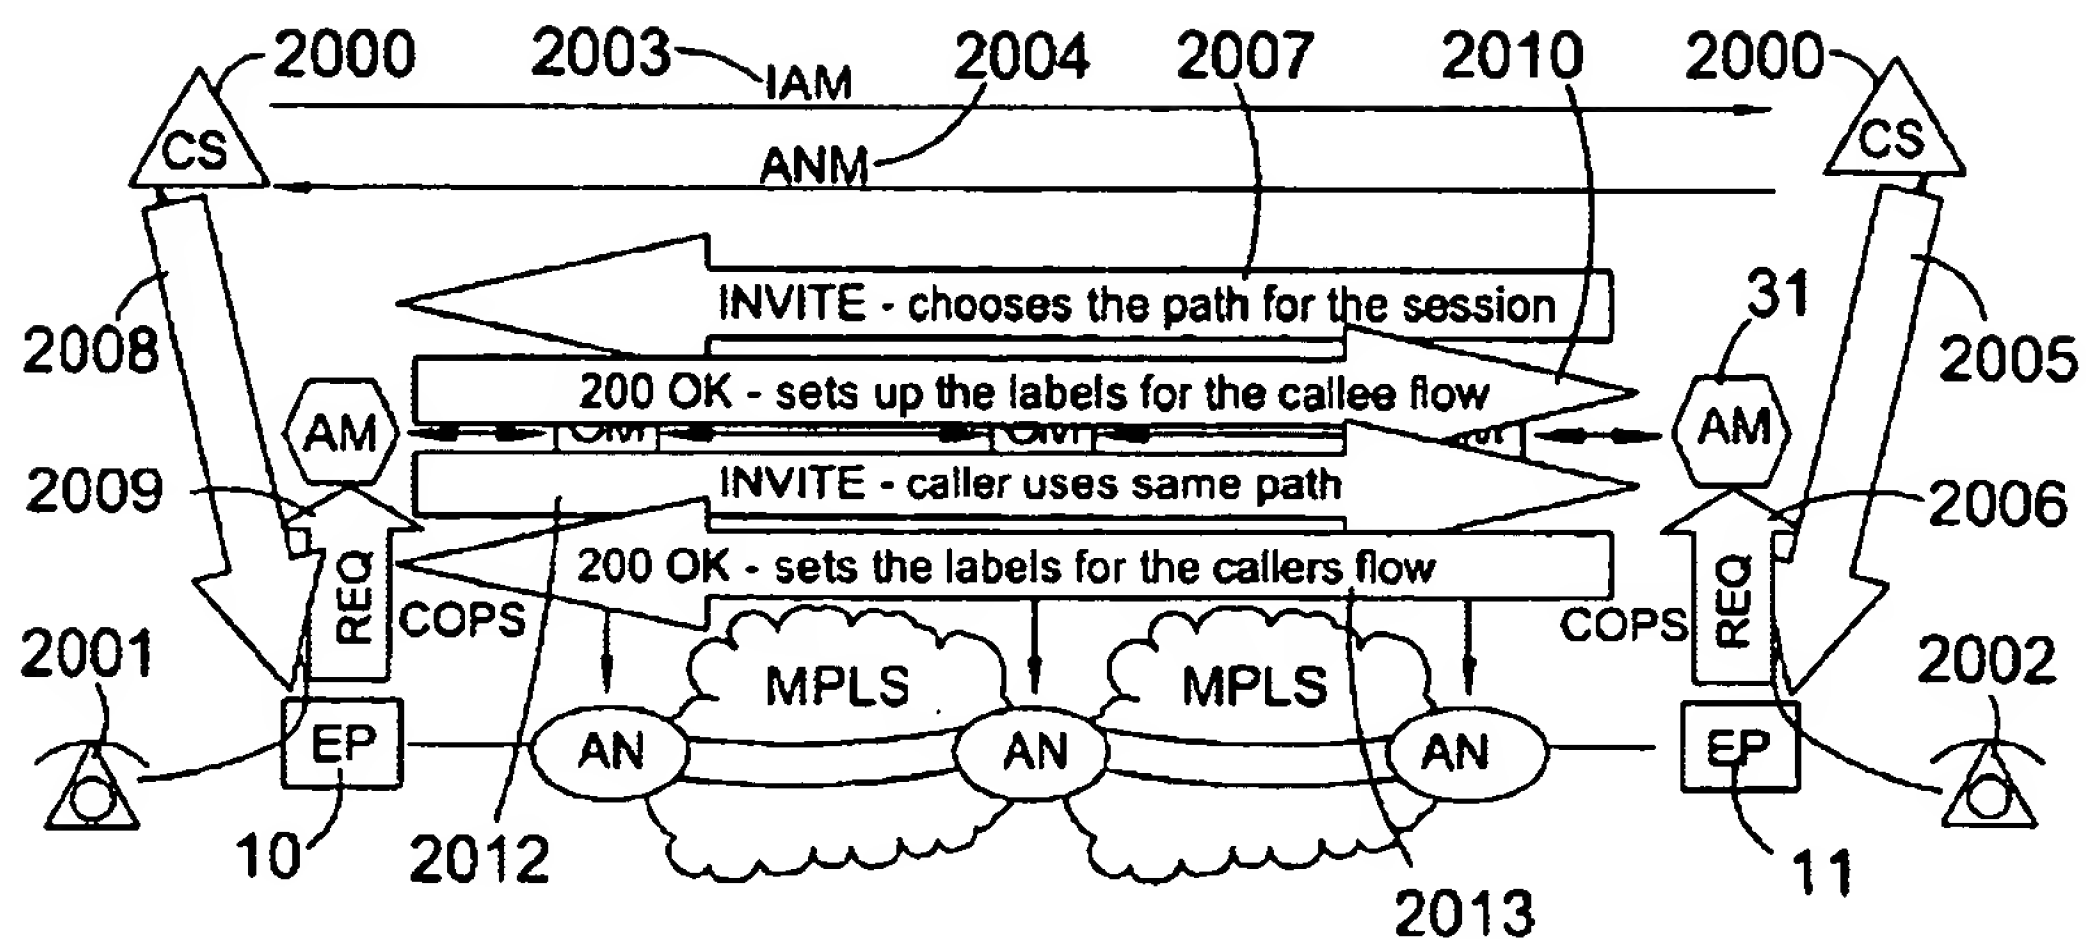 2000
2003
2004
2007
2010
2000
IAM
CS
CS
ANM
INVITE - chooses the path for the session
31
2008
2005
200 OK - sets up the labels for the callee flow
AM
AM
2009
INVITE - caller uses same path
2006
200 OK - sets the labels for the callers flow
REQ
COPS
COPS
REQ
2001
MPLS
MPLS
2002
EP
AN
AN
AN
EP
10
2012
11
2013